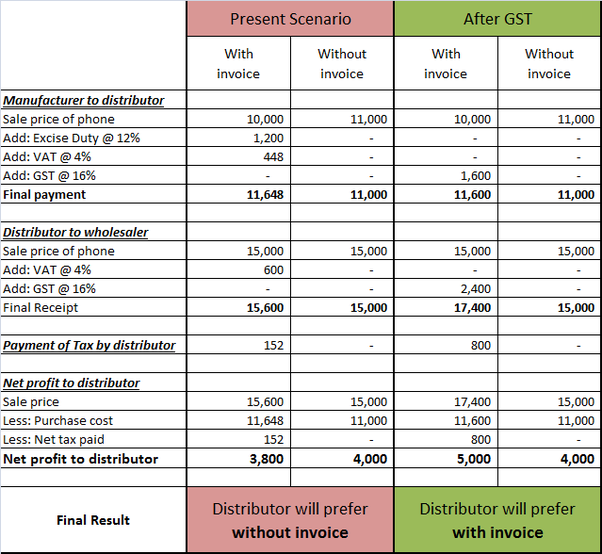 Present Scenario After GST
With invoice Without invoice With invoice Without invoice
Manufacturer to distributor
Sale price of phone 10,000 11,000 10,000 11,000
Add: Excise Duty @ 12% 1,200 - - -
Add: VAT @ 4% 448 - - -
Add: GST @ 16% - - 1,600 -
Final payment 11,648 11,000 11,600 11,000
Distributor to wholesaler
Sale price of phone 15,000 15,000 15,000 15,000
Add: VAT @ 4% 600 - - -
Add: GST @ 16% - - 2,400 -
Final Receipt 15,600 15,000 17,400 15,000
Payment of Tax by distributor 152 - 800 -
Net profit to distributor
Sale price 15,600 15,000 17,400 15,000
Less: Purchase cost 11,648 11,000 11,600 11,000
Less: Net tax paid 152 - 800 -
Net profit to distributor 3,800 4,000 5,000 4,000
Final Result Distributor will prefer without invoice Distributor will prefer with invoice